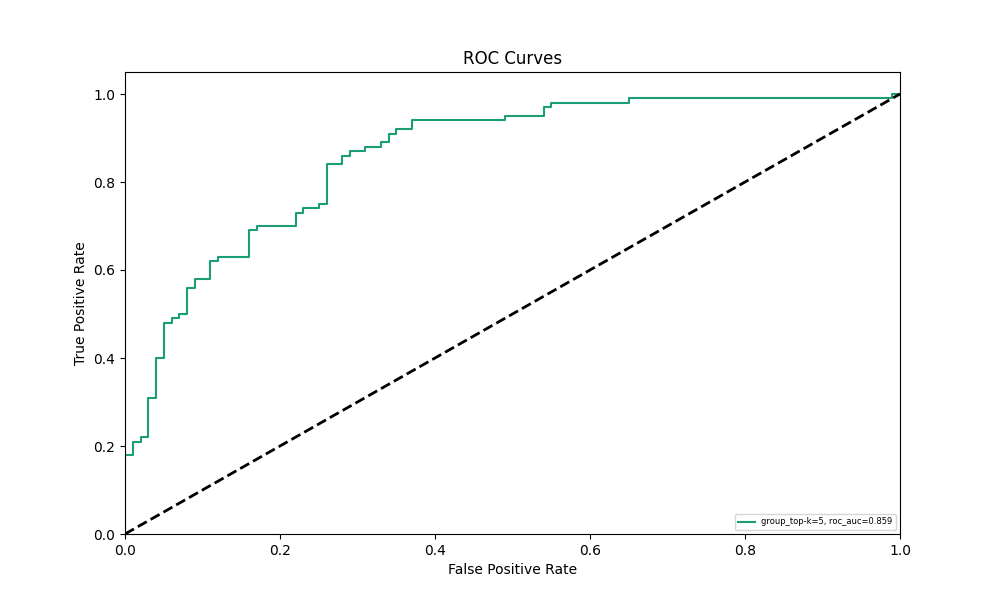 ROC Curves
True Positive Rate
1.0
0.8
0.6
0.4
0.2
0.0
0.0 0.2 0.4 0.6 0.8 1.0
False Positive Rate
group_top-k=5, roc_auc=0.859